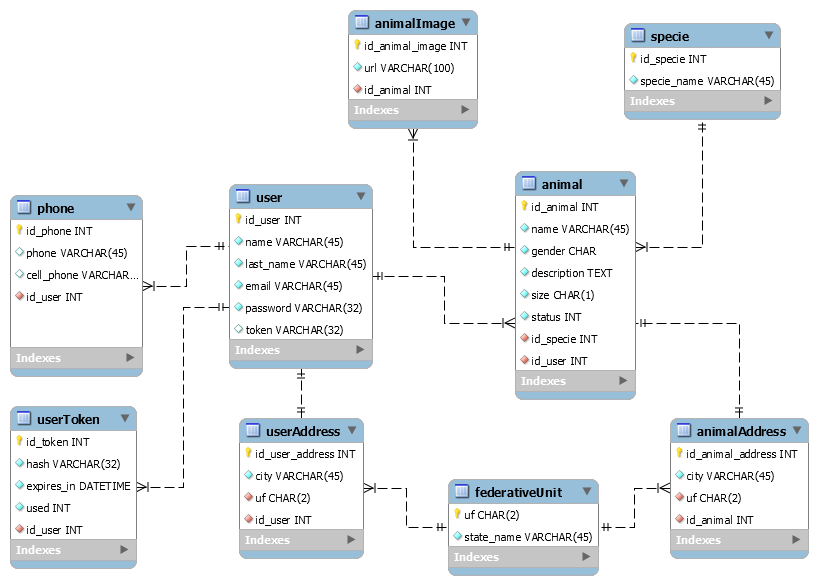 animalImage
id_animal_image INT
url VARCHAR(100)
id_animal INT
Indexes
specie
id_specie INT
specie_name VARCHAR(45)
Indexes
phone
id_phone INT
phone VARCHAR(45)
cell_phone VARCHAR...
id_user INT
Indexes
user
id_user INT
name VARCHAR(45)
last_name VARCHAR(45)
email VARCHAR(45)
password VARCHAR(32)
token VARCHAR(32)
Indexes
animal
id_animal INT
name VARCHAR(45)
gender CHAR
description TEXT
size CHAR(1)
status INT
id_specie INT
id_user INT
Indexes
userToken
id_token INT
hash VARCHAR(32)
expires_in DATETIME
used INT
id_user INT
Indexes
userAddress
id_user_address INT
city VARCHAR(45)
uf CHAR(2)
id_user INT
Indexes
federativeUnit
uf CHAR(2)
state_name VARCHAR(45)
Indexes
animalAddress
id_animal_address INT
city VARCHAR(45)
uf CHAR(2)
id_animal INT
Indexes